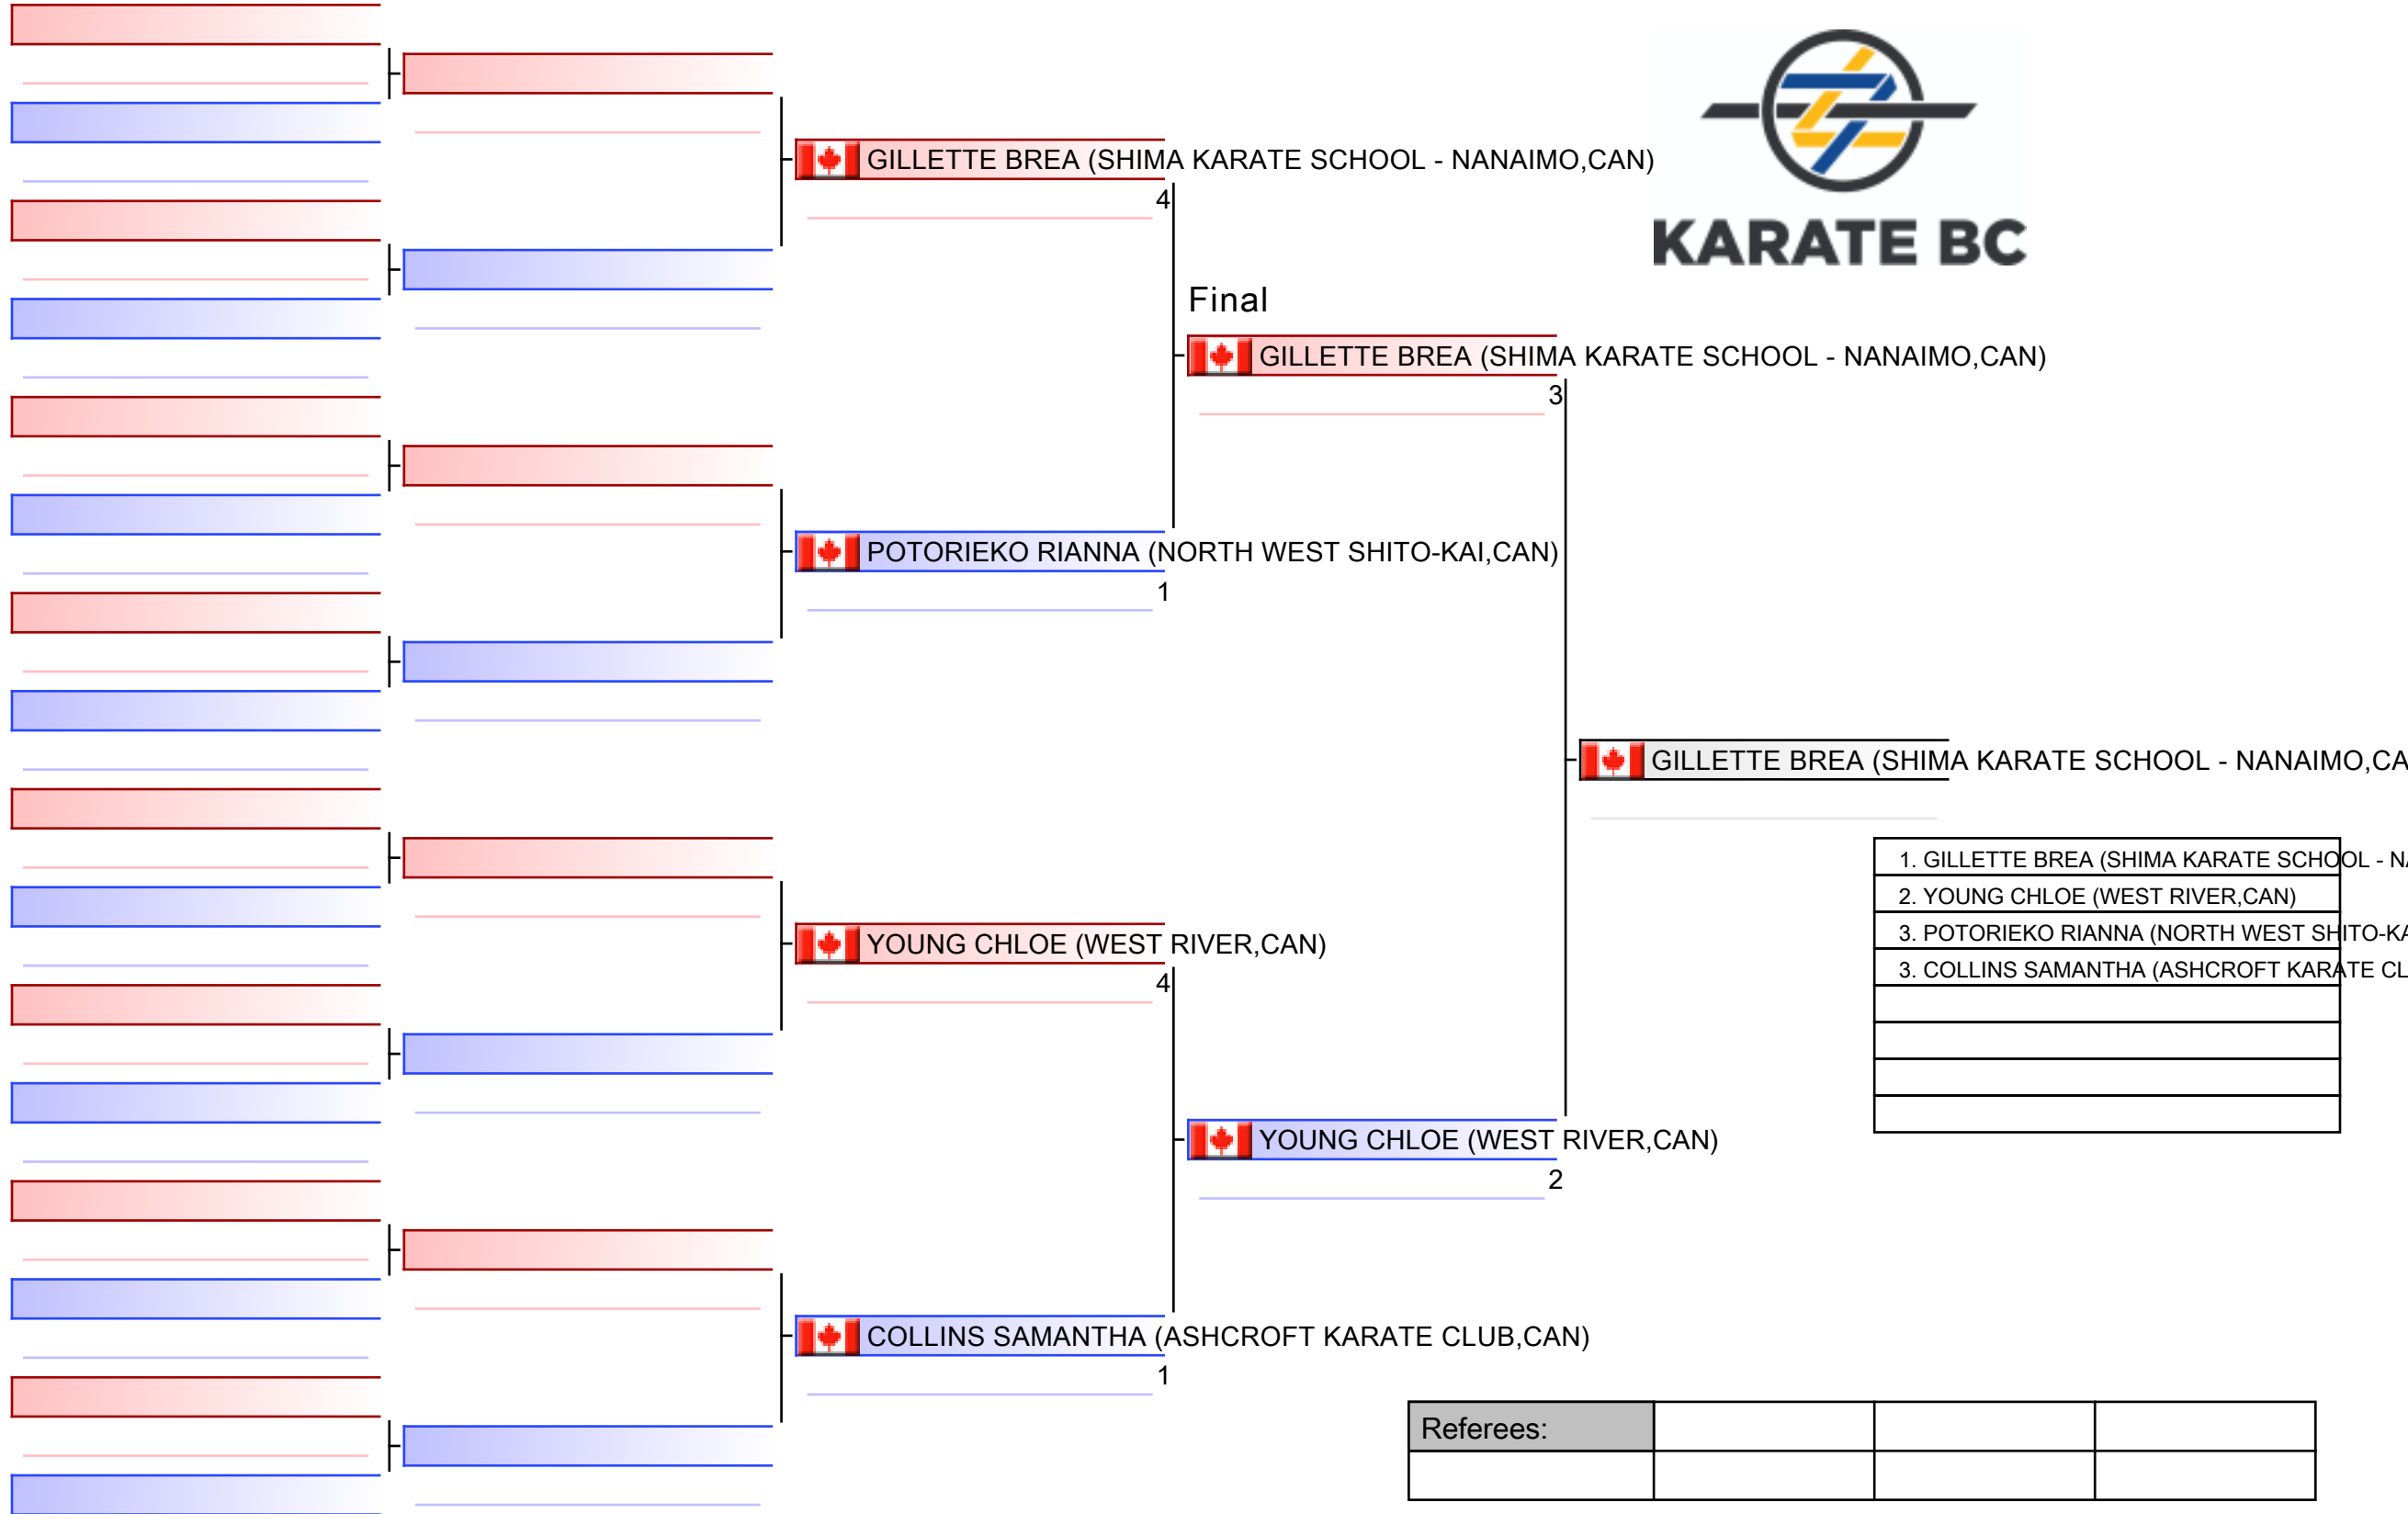 KARATE BC
GILLETTE BREA (SHIMA KARATE SCHOOL - NANAIMO,CAN)
4
Final
GILLETTE BREA (SHIMA KARATE SCHOOL - NANAIMO,CAN)
3
POTORIEKO RIANNA (NORTH WEST SHITO-KAI,CAN)
1
GILLETTE BREA (SHIMA KARATE SCHOOL - NANAIMO,CA
1. GILLETTE BREA (SHIMA KARATE SCHOOL - NA
2. YOUNG CHLOE (WEST RIVER,CAN)
3. POTORIEKO RIANNA (NORTH WEST SHITO-KA
3. COLLINS SAMANTHA (ASHCROFT KARATE CL
YOUNG CHLOE (WEST RIVER,CAN)
4
YOUNG CHLOE (WEST RIVER,CAN)
2
COLLINS SAMANTHA (ASHCROFT KARATE CLUB,CAN)
1
Referees: